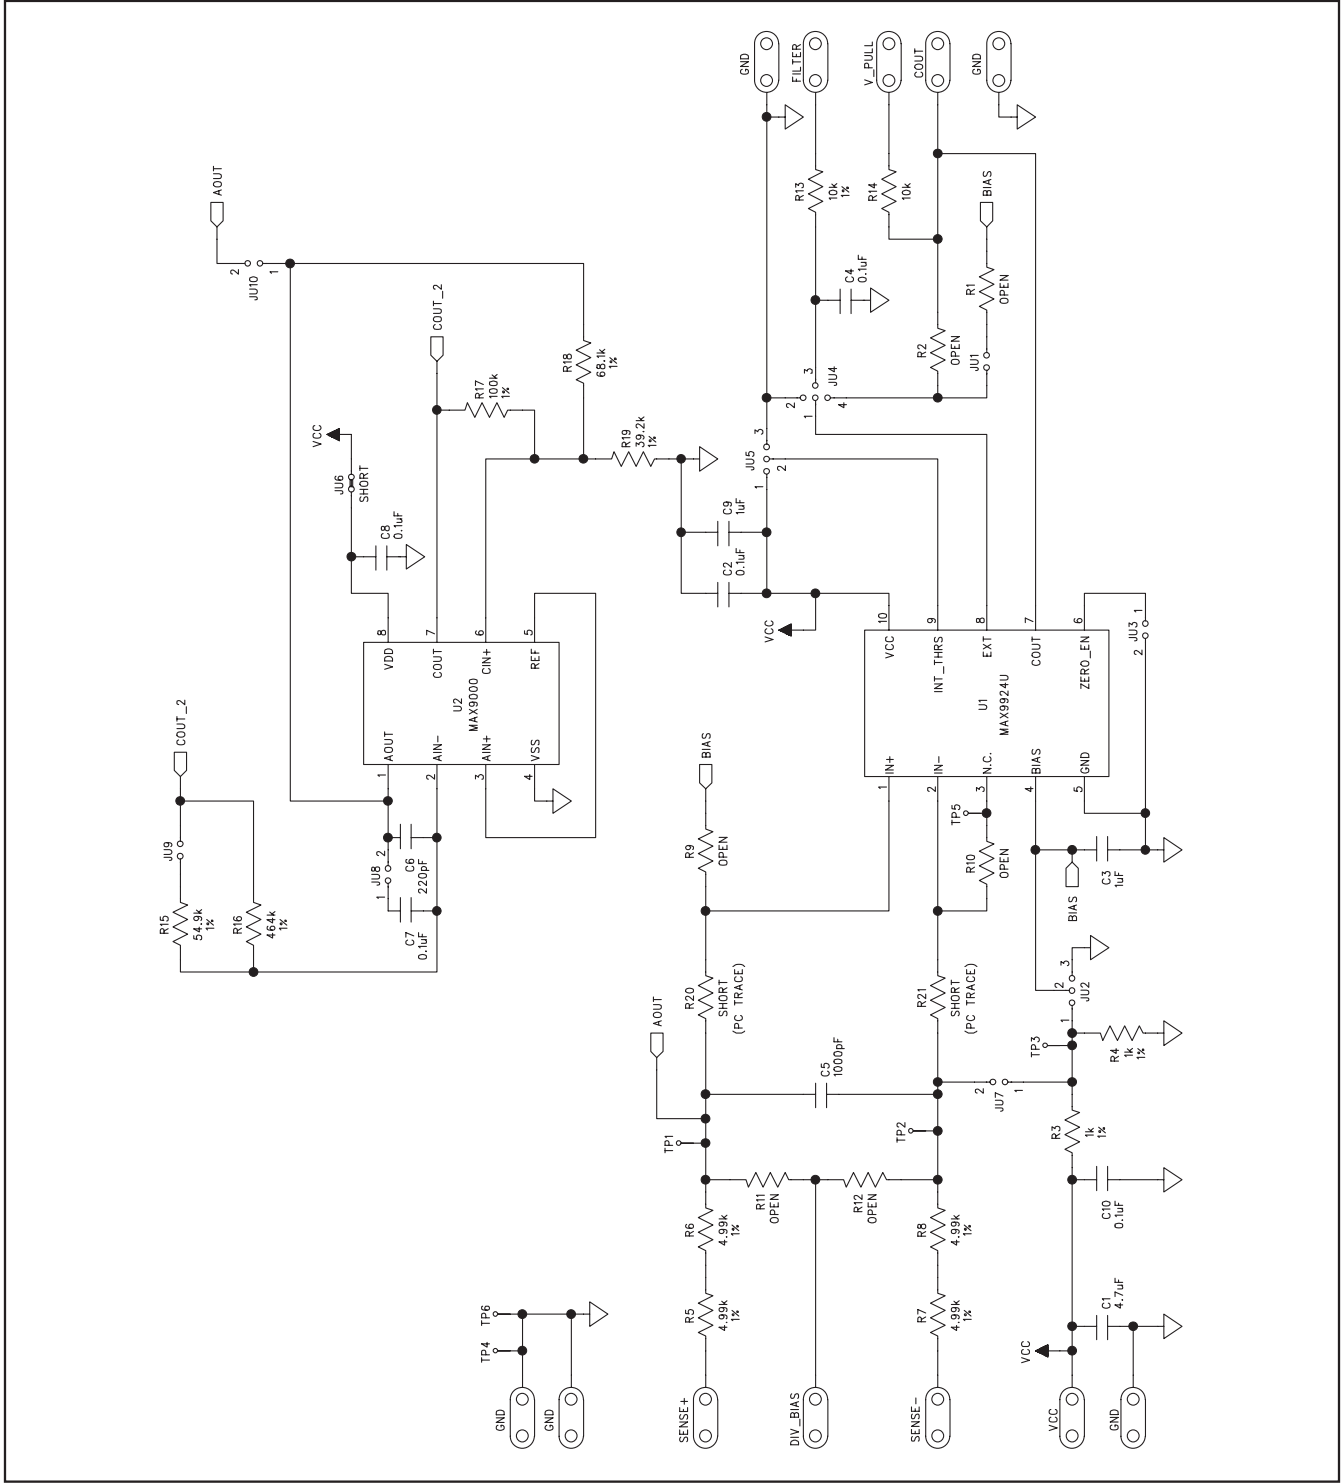 AOUT
2
1
JU10
COUT_2
VCC
JU6
SHORT
C8
0.1uF
R17
100k
1%
R18
68.1k
1%
R19
39.2k
1%
COUT_2
JU9
R15
54.9k
1%
R16
464k
1%
U2
MAX9000
8
VDD
7
COUT
6
CIN+
5
REF
AOUT
1
AIN-
2
AIN+
3
VSS
4
JU8
1
2
C6
220pF
C7
0.1uF
GND
FILTER
V_PULL
COUT
GND
R13
10k
1%
R14
10k
BIAS
R1
OPEN
JU1
C4
0.1uF
R2
OPEN
JU4
3
2
1
4
JU5
3
2
1
C9
1uF
C2
0.1uF
VCC
U1
MAX9924U
10
VCC
9
INT_THRS
8
EXT
7
COUT
6
ZERO_EN
IN+
1
IN-
2
N.C.
3
BIAS
4
GND
5
JU3
1
2
BIAS
R9
OPEN
TP5
R10
OPEN
BIAS
C3
1uF
R20
SHORT
(PC TRACE)
R21
SHORT
(PC TRACE)
AOUT
C5
1000pF
JU2
3
2
1
TP3
R4
1k
1%
JU7
2
1
TP1
TP2
R11
OPEN
R12
OPEN
R3
1k
1%
R6
4.99k
1%
R8
4.99k
1%
C10
0.1uF
R5
4.99k
1%
R7
4.99k
1%
C1
4.7uF
VCC
TP6
TP4
GND
GND
SENSE+
DIV_BIAS
SENSE-
VCC
GND